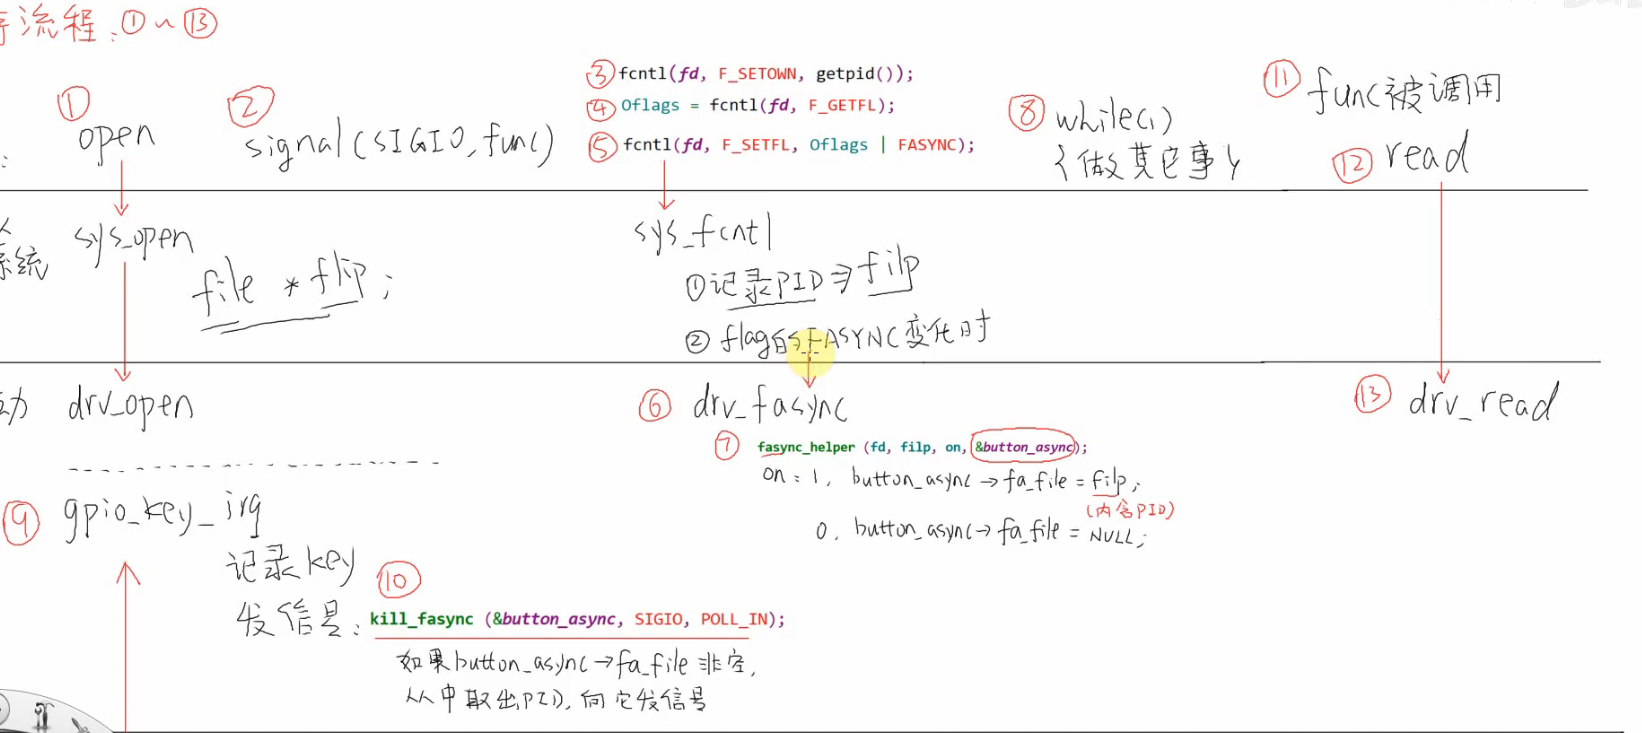 流程:①~⑬
① open
② signal(SIGIO, func)
③ fcntl(fd, F_SETOWN, getpid());
④ Oflags = fcntl(fd, F_GETFL);
⑤ fcntl(fd, F_SETFL, Oflags | FASYNC);
⑧ while(1)
{做其它事}
⑪ func被调用
⑫ read
:
系统
sys_open
file * flip;
sys_fcntl
①记录PID于filp
② flag的FASYNC变化时
drv_open
⑥ drv_fasync
⑦ fasync_helper (fd, filp, on, &button_async);
on: 1, button_async→fa_file = filp;
(内含PID)
0. button_async→fa_file = NULL;
⑬ drv_read
⑨ gpio_key_irq
记录key
⑩
发信号: kill_fasync (&button_async, SIGIO, POLL_IN);
如果button_async→fa_file 非空,
从中取出PID,向它发信号